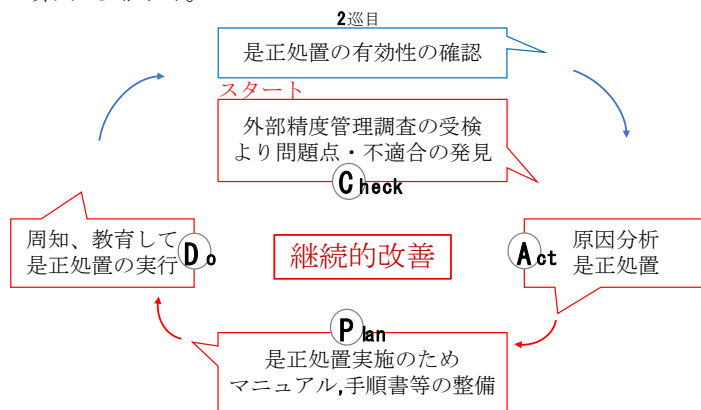 2巡目
是正処置の有効性の確認
スタート
外部精度管理調査の受検
より問題点・不適合の発見
Check
原因分析
是正処置
Act
継続的改善
周知、教育して
是正処置の実行
Do
Plan
是正処置実施のため
マニュアル,手順書等の整備